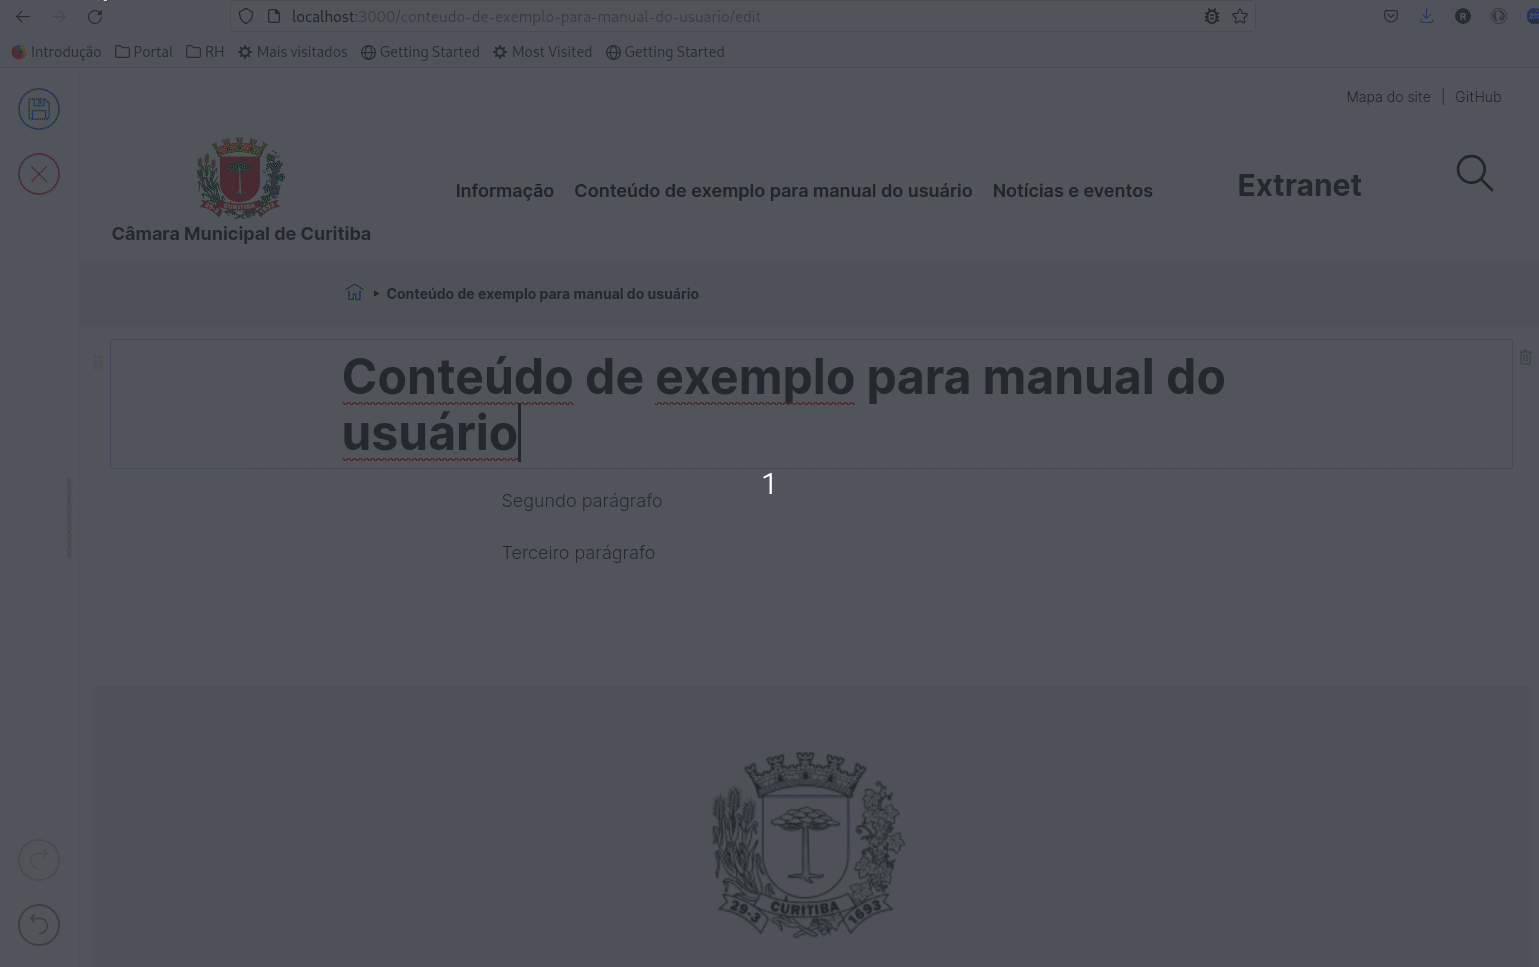 localhost:3000/conteudo-de-exemplo-para-manual-do-usuario/edit
Introdução Portal RH Mais visitados Getting Started Most Visited Getting Started
Mapa do site | GitHub
Informação Conteúdo de exemplo para manual do usuário Notícias e eventos Extranet
29-3 CURITIBA 1693
Câmara Municipal de Curitiba
Conteúdo de exemplo para manual do usuário
Conteúdo de exemplo para manual do
usuário
1
Segundo parágrafo
Terceiro parágrafo
29-3 CURITIBA 1693